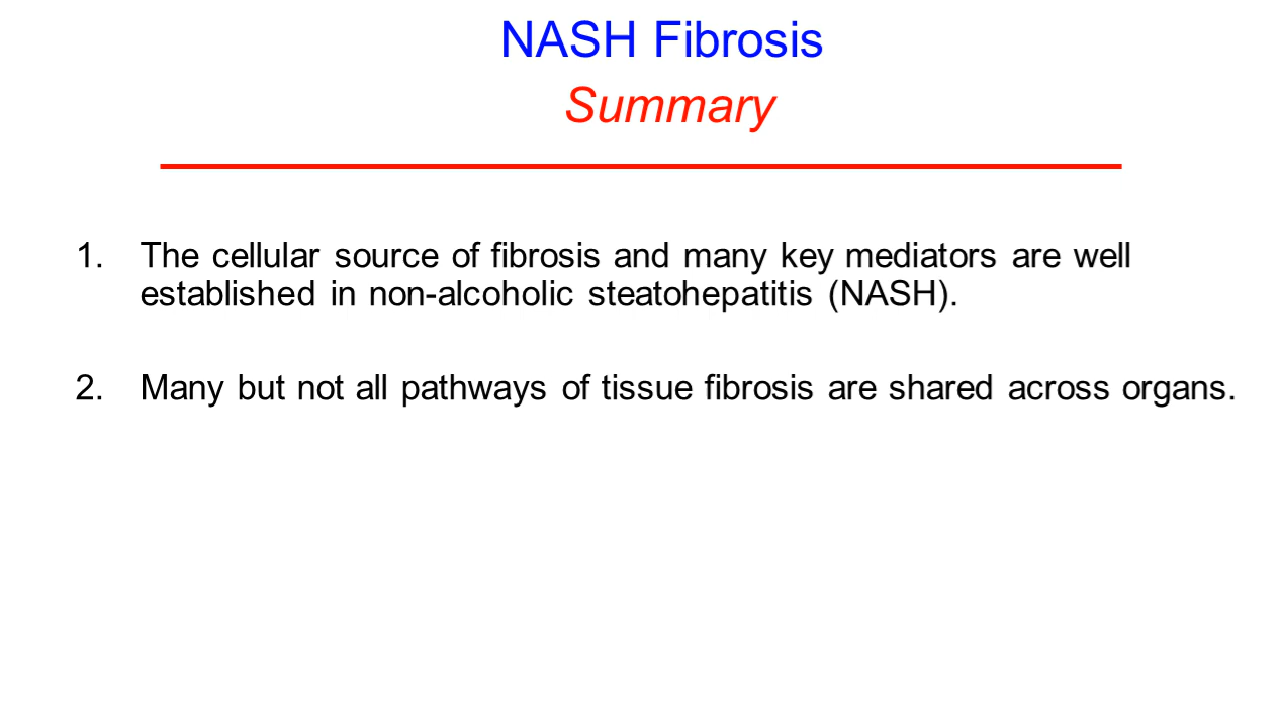 NASH Fibrosis
Summary
1. The cellular source of fibrosis and many key mediators are well
established in non-alcoholic steatohepatitis (NASH).
2. Many but not all pathways of tissue fibrosis are shared across organs.